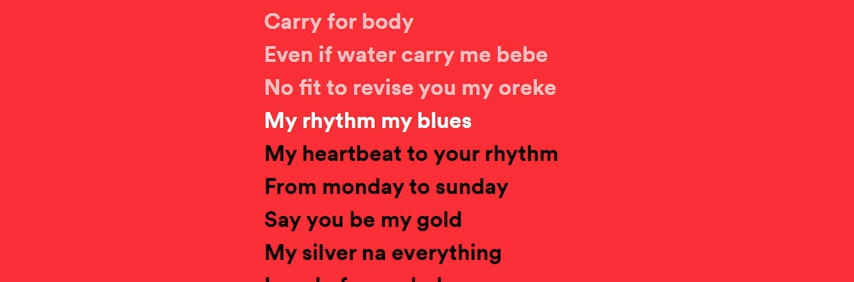 Carry for body
Even if water carry me bebe
No fit to revise you my oreke
My rhythm my blues
My heartbeat to your rhythm
From monday to sunday
Say you be my gold
My silver na everything